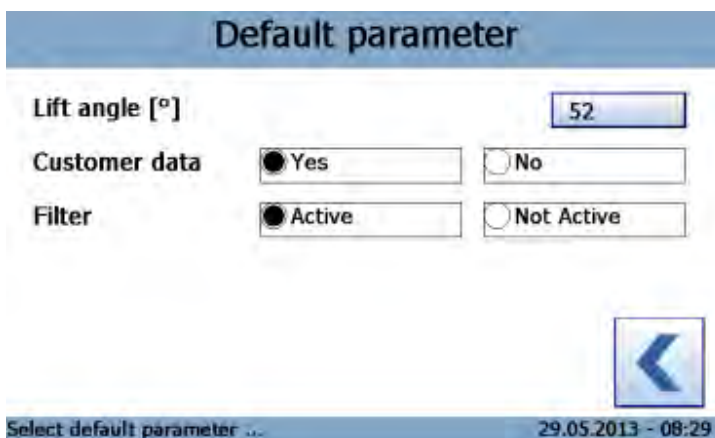 Default parameter
Lift angle [°] 52
Customer data Yes No
Filter Active Not Active
Select default parameter ... 29.05.2013 - 08:29